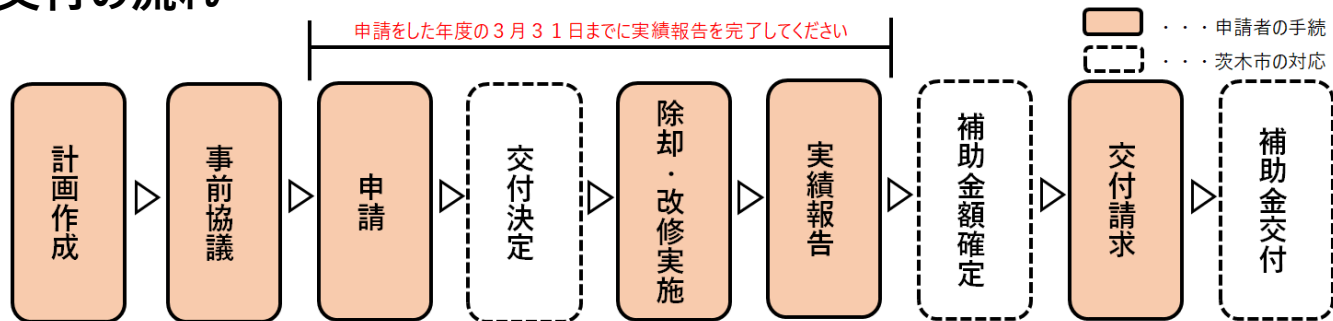 交付の流れ
申請をした年度の３月３１日までに実績報告を完了してください
・・・申請者の手続
・・・茨木市の対応
計画作成
事前協議
申請
交付決定
除却・改修実施
実績報告
補助金額確定
交付請求
補助金交付